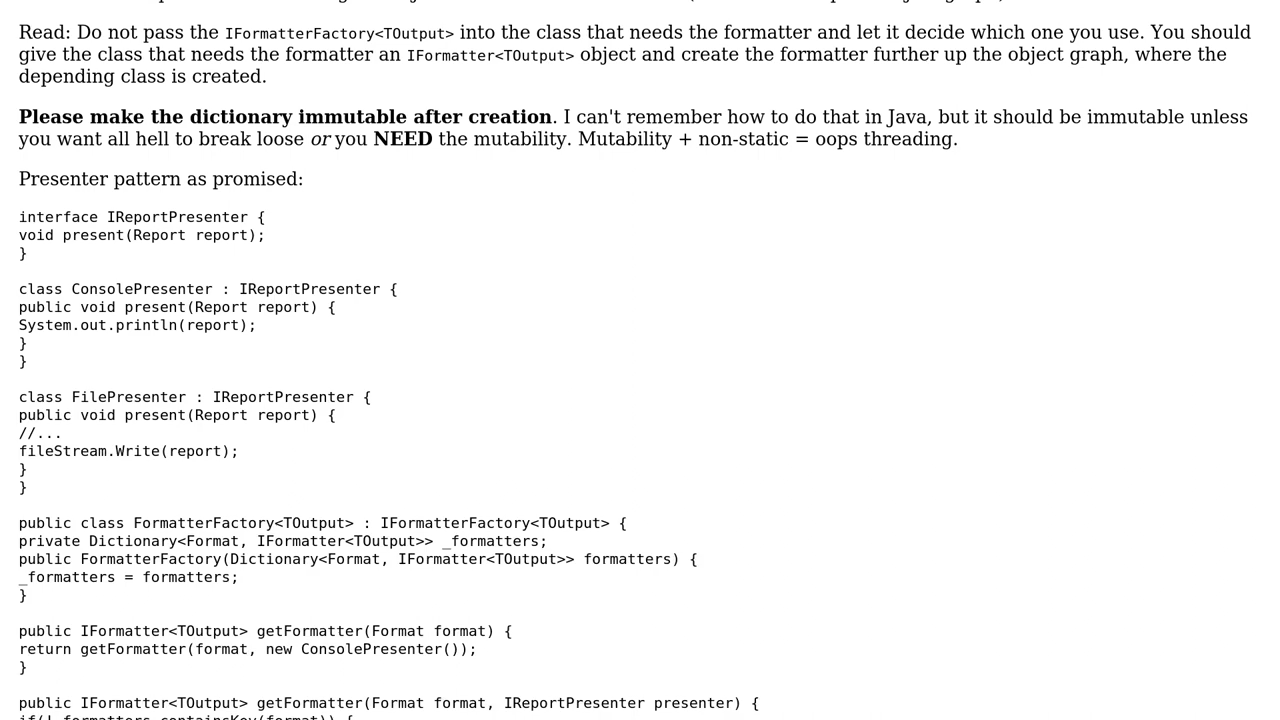 Read: Do not pass the IFormatterFactory<TOutput> into the class that needs the formatter and let it decide which one you use. You should
give the class that needs the formatter an IFormatter<TOutput> object and create the formatter further up the object graph, where the
depending class is created.
Please make the dictionary immutable after creation. I can't remember how to do that in Java, but it should be immutable unless
you want all hell to break loose or you NEED the mutability. Mutability + non-static = oops threading.
Presenter pattern as promised:
interface IReportPresenter {
void present(Report report);
}
class ConsolePresenter : IReportPresenter {
public void present(Report report) {
System.out.println(report);
}
}
class FilePresenter : IReportPresenter {
public void present(Report report) {
//...
fileStream.Write(report);
}
}
public class FormatterFactory<TOutput> : IFormatterFactory<TOutput> {
private Dictionary<Format, IFormatter<TOutput>> _formatters;
public FormatterFactory(Dictionary<Format, IFormatter<TOutput>> formatters) {
_formatters = formatters;
}
public IFormatter<TOutput> getFormatter(Format format) {
return getFormatter(format, new ConsolePresenter());
}
public IFormatter<TOutput> getFormatter(Format format, IReportPresenter presenter) {
if(!_formatters.containsKey(format)) {